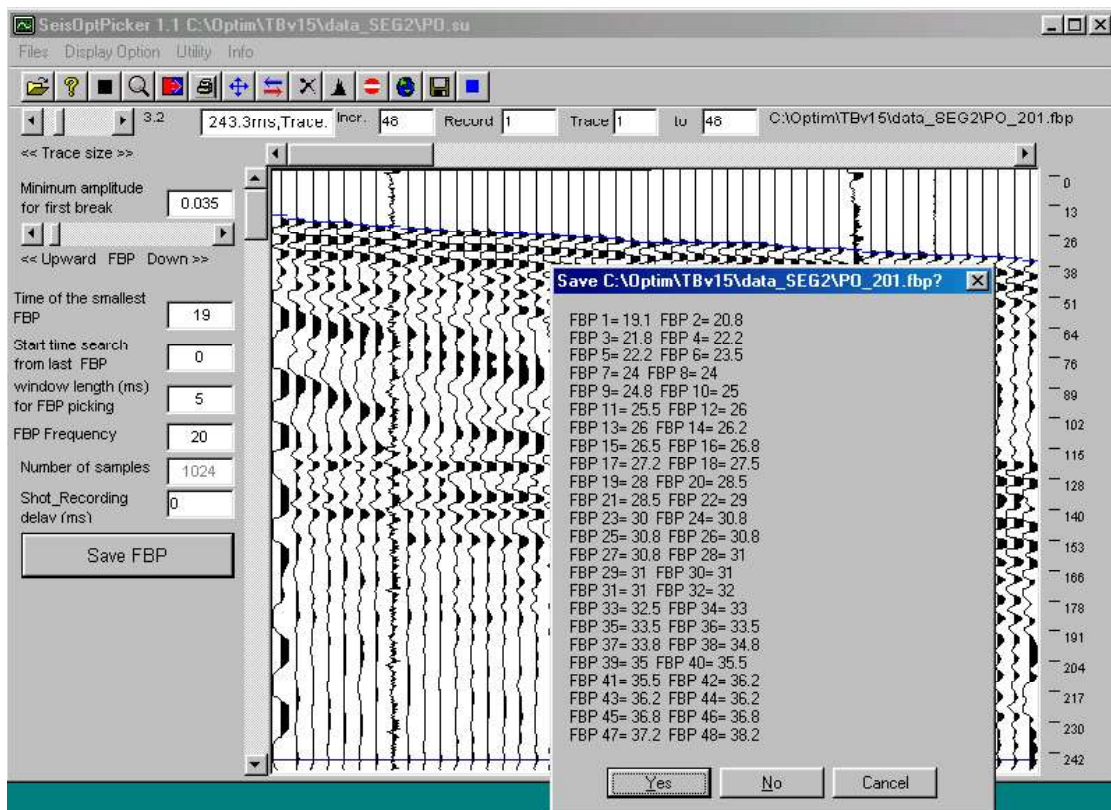 SeisOptPicker 1.1 C:\Optim\TBv15\data_SEG2\PO.su
Files Display Option Utility Info
3.2 243.3ms,Trace. Incr. 48 Record 1 Trace 1 to 48 C:\Optim\TBv15\data_SEG2\PO_201.fbp
<< Trace size >>
Minimum amplitude
for first break 0.035
<< Upward FBP Down >>
Time of the smallest
FBP 19
Start time search
from last FBP 0
window length (ms)
for FBP picking 5
FBP Frequency 20
Number of samples 1024
Shot_Recording
delay (ms) 0
Save FBP
0
13
26
38
51
64
76
89
102
115
128
140
153
166
178
191
204
217
230
242
Save C:\Optim\TBv15\data_SEG2\PO_201.fbp?
FBP 1= 19.1 FBP 2= 20.8
FBP 3= 21.8 FBP 4= 22.2
FBP 5= 22.2 FBP 6= 23.5
FBP 7= 24 FBP 8= 24
FBP 9= 24.8 FBP 10= 25
FBP 11= 25.5 FBP 12= 26
FBP 13= 26 FBP 14= 26.2
FBP 15= 26.5 FBP 16= 26.8
FBP 17= 27.2 FBP 18= 27.5
FBP 19= 28 FBP 20= 28.5
FBP 21= 28.5 FBP 22= 29
FBP 23= 30 FBP 24= 30.8
FBP 25= 30.8 FBP 26= 30.8
FBP 27= 30.8 FBP 28= 31
FBP 29= 31 FBP 30= 31
FBP 31= 31 FBP 32= 32
FBP 33= 32.5 FBP 34= 33
FBP 35= 33.5 FBP 36= 33.5
FBP 37= 33.8 FBP 38= 34.8
FBP 39= 35 FBP 40= 35.5
FBP 41= 35.5 FBP 42= 36.2
FBP 43= 36.2 FBP 44= 36.2
FBP 45= 36.8 FBP 46= 36.8
FBP 47= 37.2 FBP 48= 38.2
Yes No Cancel